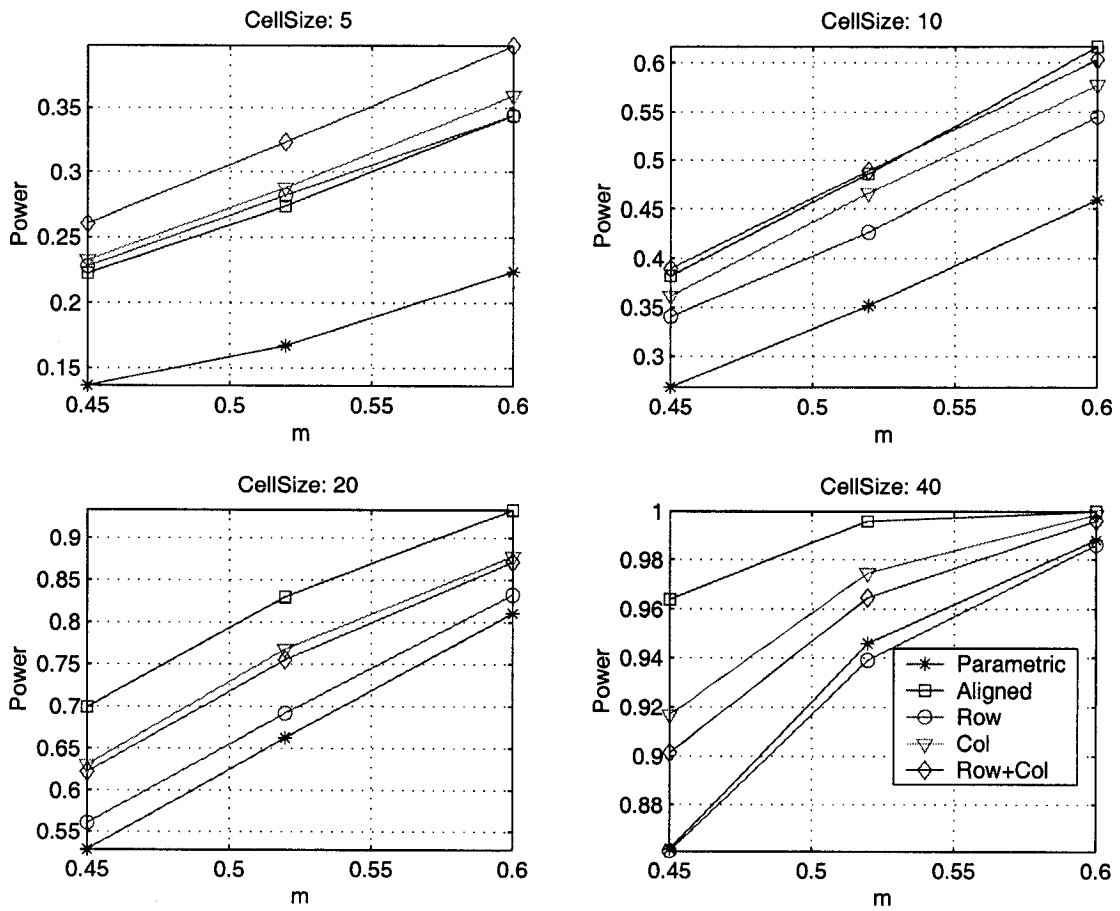 CellSize: 5
Power
0.35
0.3
0.25
0.2
0.15
0.45
0.5
0.55
0.6
m
CellSize: 10
Power
0.6
0.55
0.5
0.45
0.4
0.35
0.3
0.45
0.5
0.55
0.6
m
CellSize: 20
Power
0.9
0.85
0.8
0.75
0.7
0.65
0.6
0.55
0.45
0.5
0.55
0.6
m
CellSize: 40
Power
1
0.98
0.96
0.94
0.92
0.9
0.88
0.45
0.5
0.55
0.6
m
Parametric
Aligned
Row
Col
Row+Col